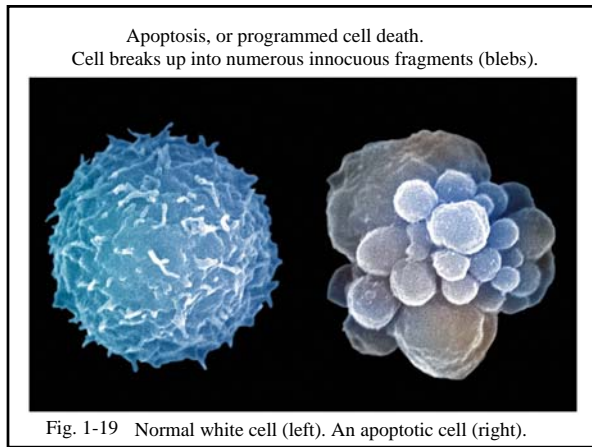 Apoptosis, or programmed cell death.
Cell breaks up into numerous innocuous fragments (blebs).
Fig. 1-19 Normal white cell (left). An apoptotic cell (right).